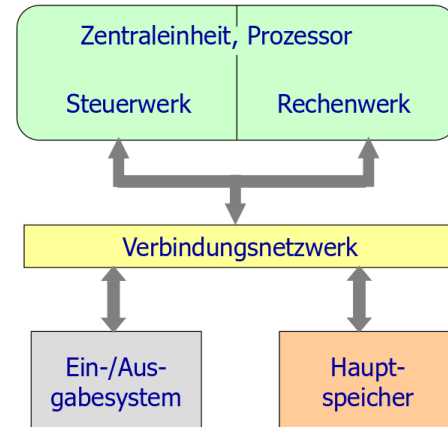 Zentraleinheit, Prozessor
Steuerwerk
Rechenwerk
Verbindungsnetzwerk
Ein-/Aus-
gabesystem
Haupt-
speicher